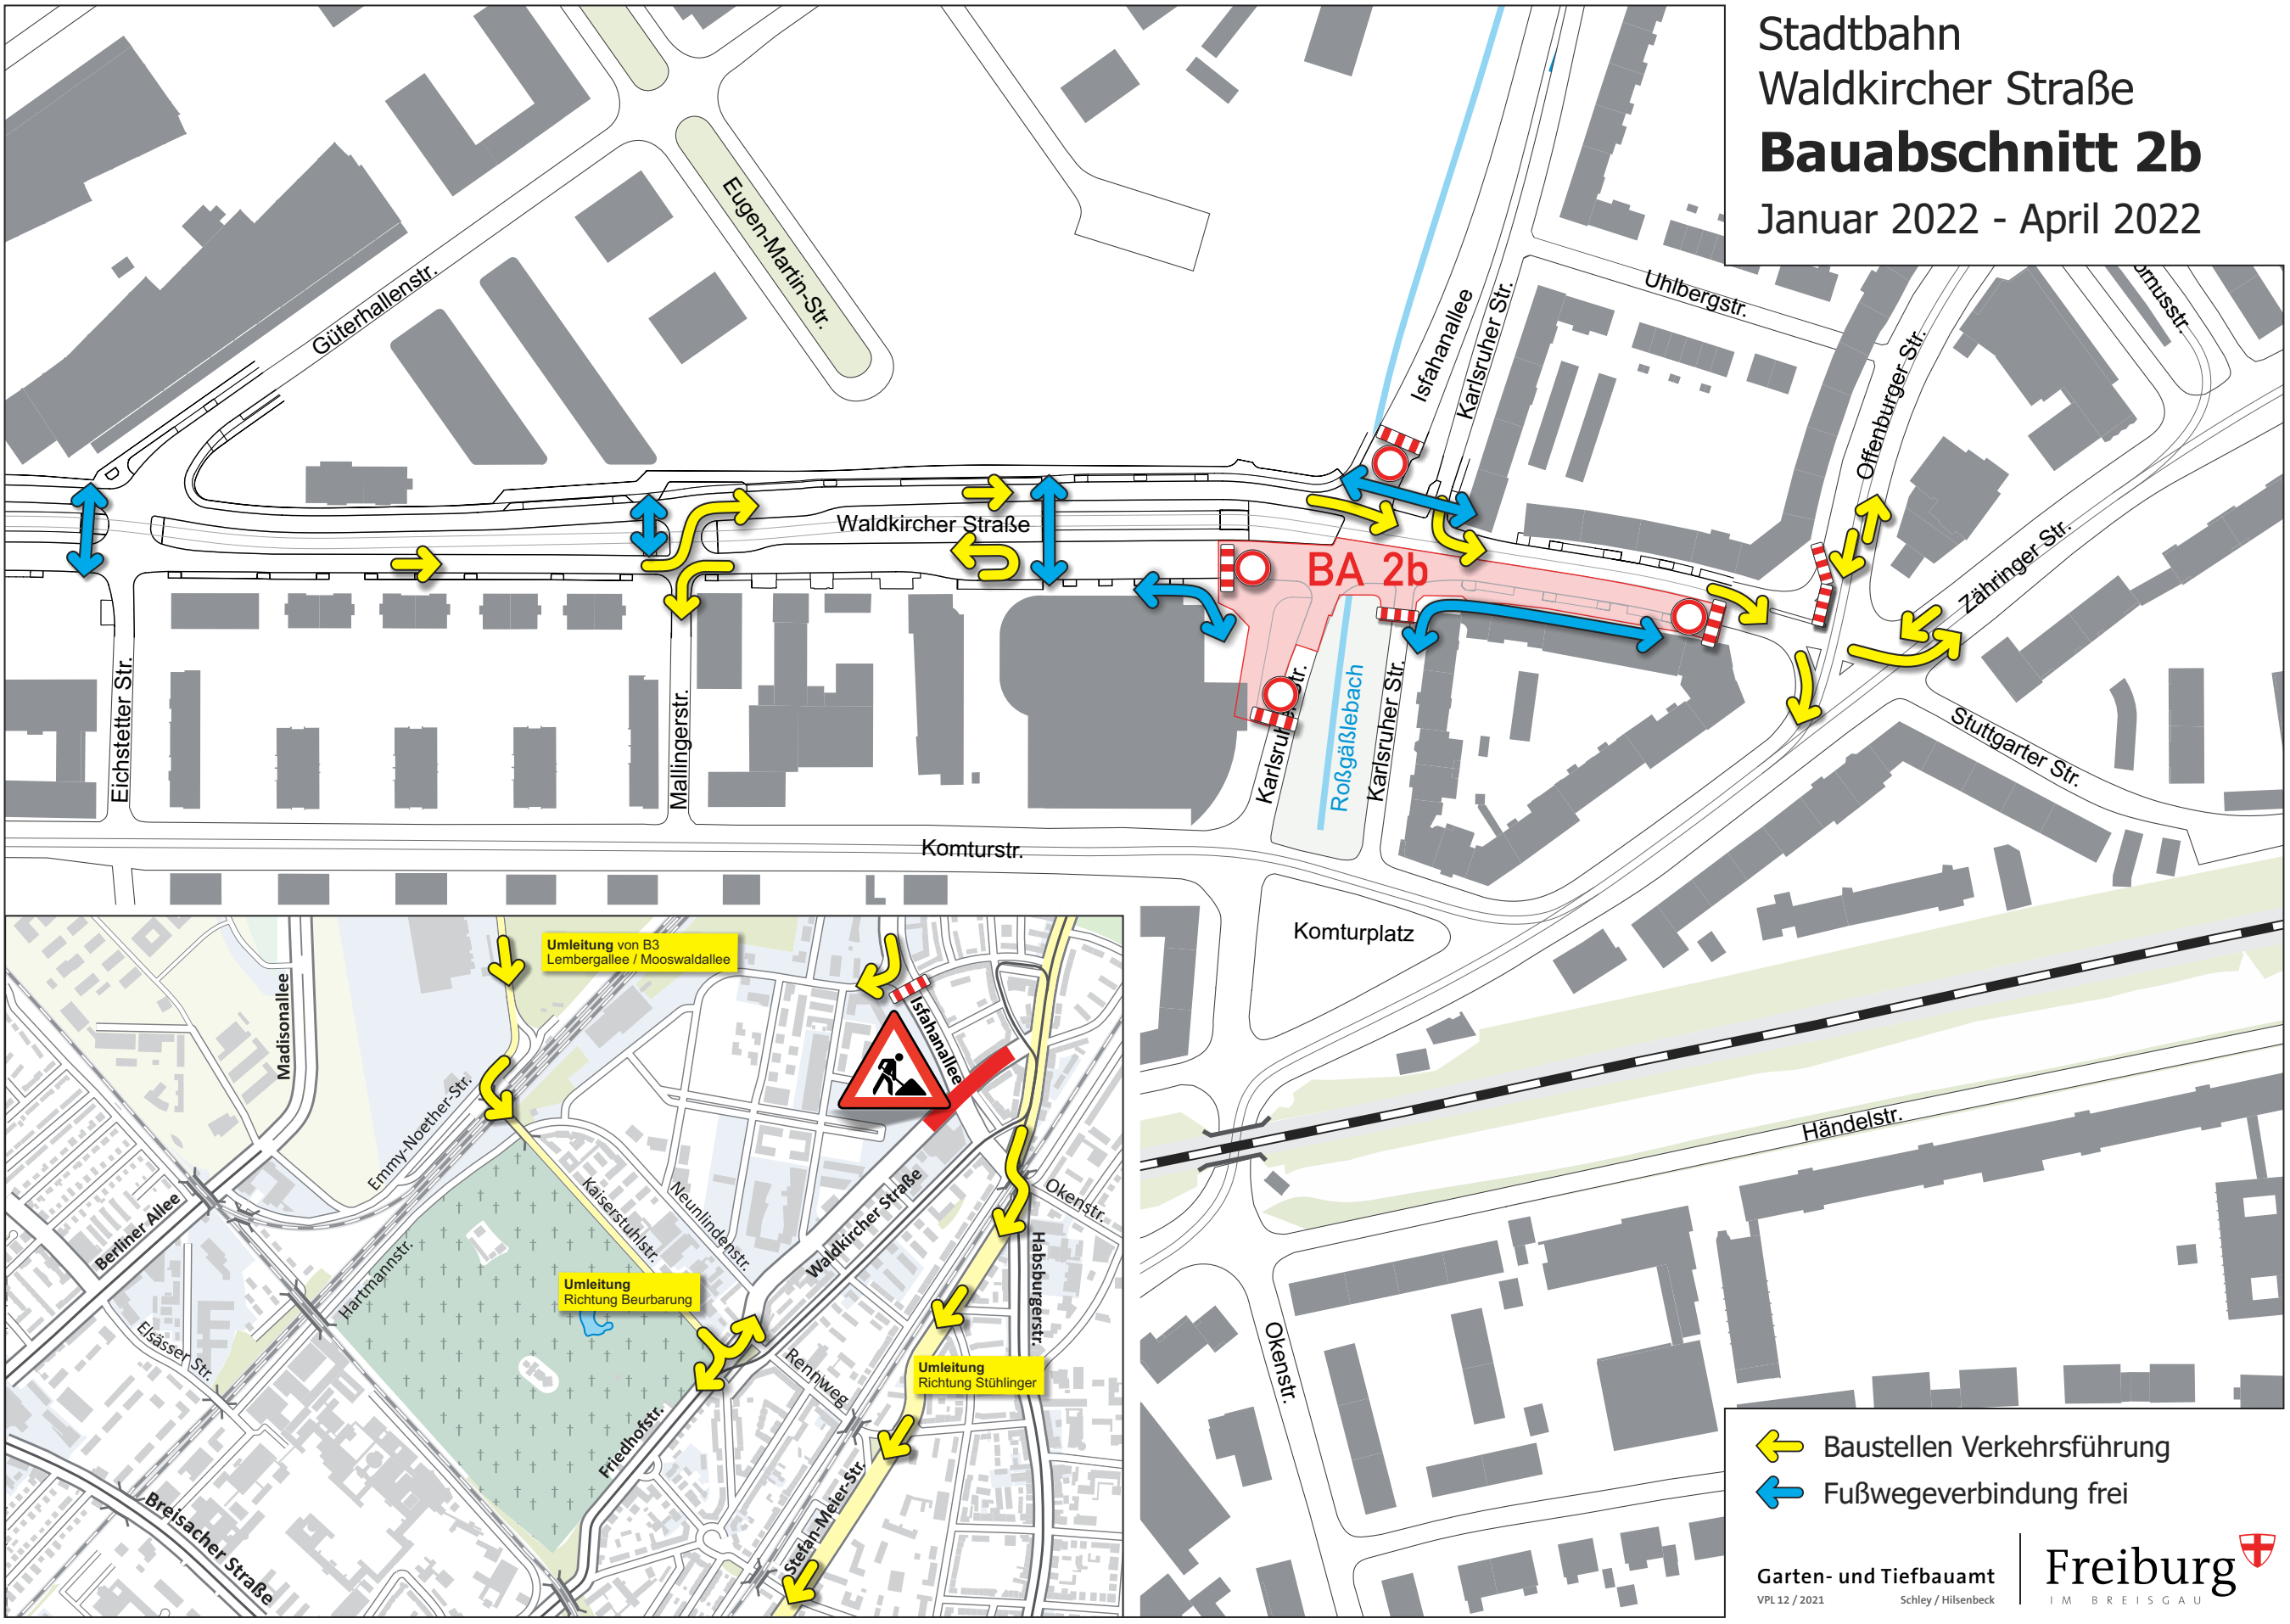 Stadtbahn
Waldkircher Straße
Bauabschnitt 2b
Januar 2022 - April 2022
Eugen-Martin-Str.
Güterhallenstr.
Isfahanallee
Karlsruher Str.
Uhlbergstr.
Offenburger Str.
Zähringer Str.
Waldkircher Straße
BA 2b
Eichstetter Str.
Mallingerstr.
Roßgäßlebach
Karlsruher Str.
Stuttgarter Str.
Komturstr.
Komturplatz
Händelstr.
Okenstr.
Umleitung von B3
Lembergallee / Mooswaldallee
Madisonallee
Isfahanallee
Emmy-Noether-Str.
Berliner Allee
Hartmannstr.
Kaiserstuhlstr.
Neunlindenstr.
Waldkircher Straße
Okenstr.
Habsburgerstr.
Umleitung
Richtung Beurbarung
Elsässer Str.
Rennweg
Umleitung
Richtung Stühlinger
Friedhofstr.
Stefan-Meier-Str.
Breisacher Straße
Baustellen Verkehrsführung
Fußwegeverbindung frei
Garten- und Tiefbauamt
VPL 12 / 2021 Schley / Hilsenbeck
Freiburg
IM BREISGAU